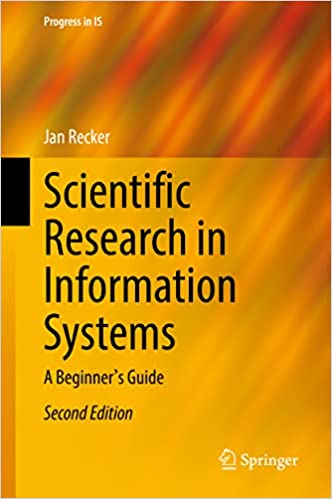 Progress in IS
Jan Recker
Scientific
Research in
Information
Systems
A Beginner's Guide
Second Edition
Springer